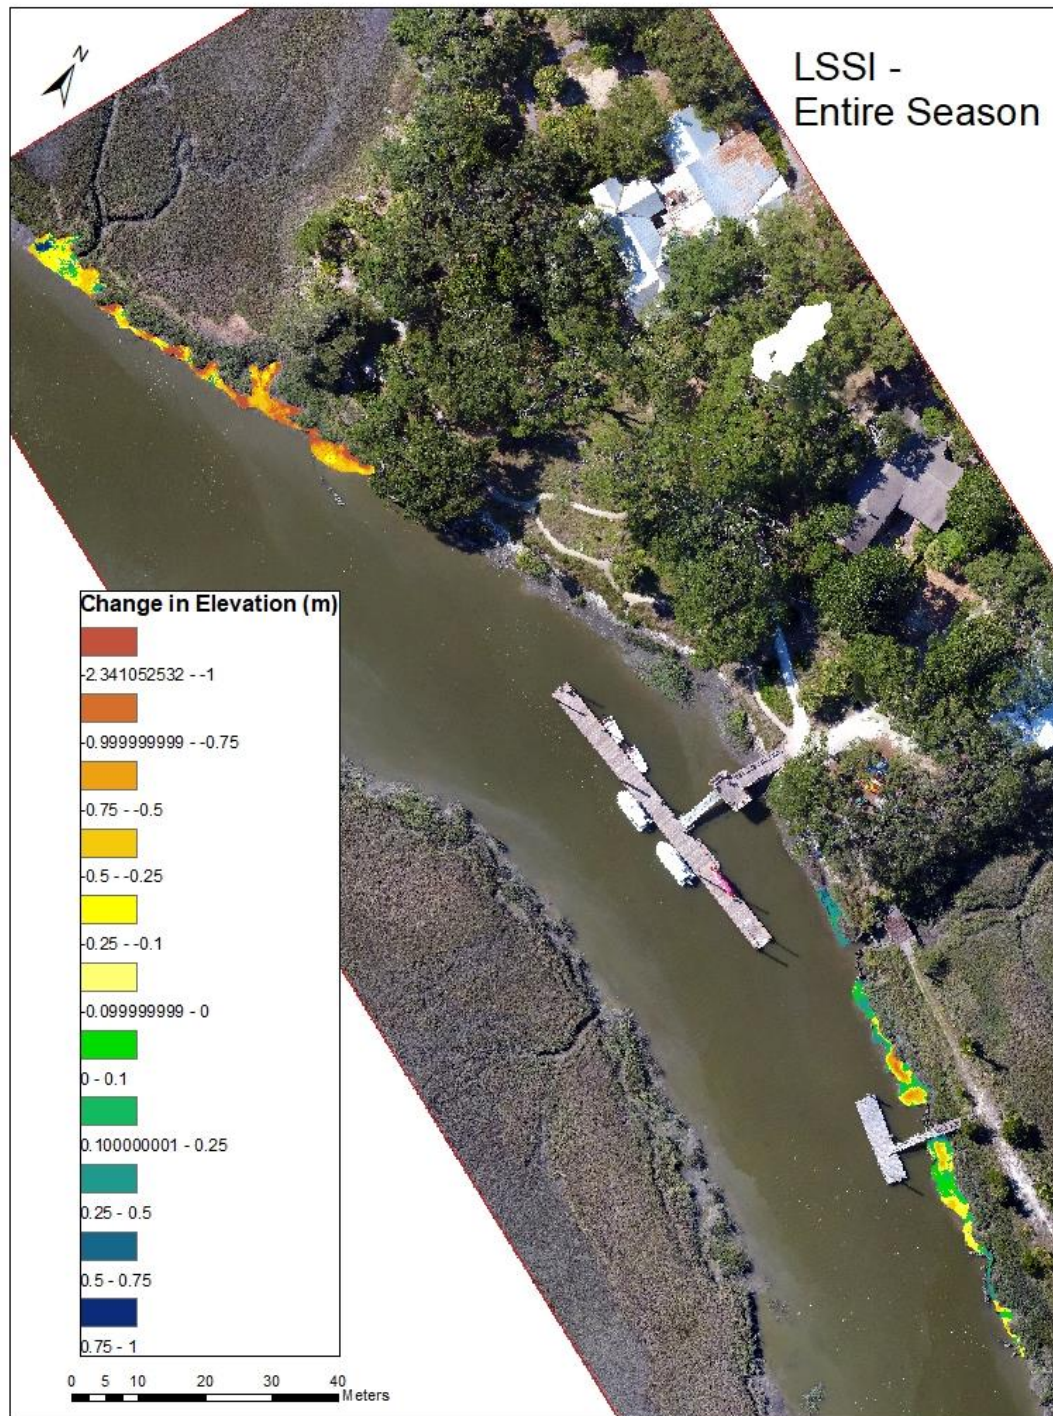 N
LSSI -
Entire Season
Change in Elevation (m)
-2.341052532 - -1
-0.999999999 - -0.75
-0.75 - -0.5
-0.5 - -0.25
-0.25 - -0.1
-0.099999999 - 0
0 - 0.1
0.100000001 - 0.25
0.25 - 0.5
0.5 - 0.75
0.75 - 1
0 5 10 20 30 40
Meters